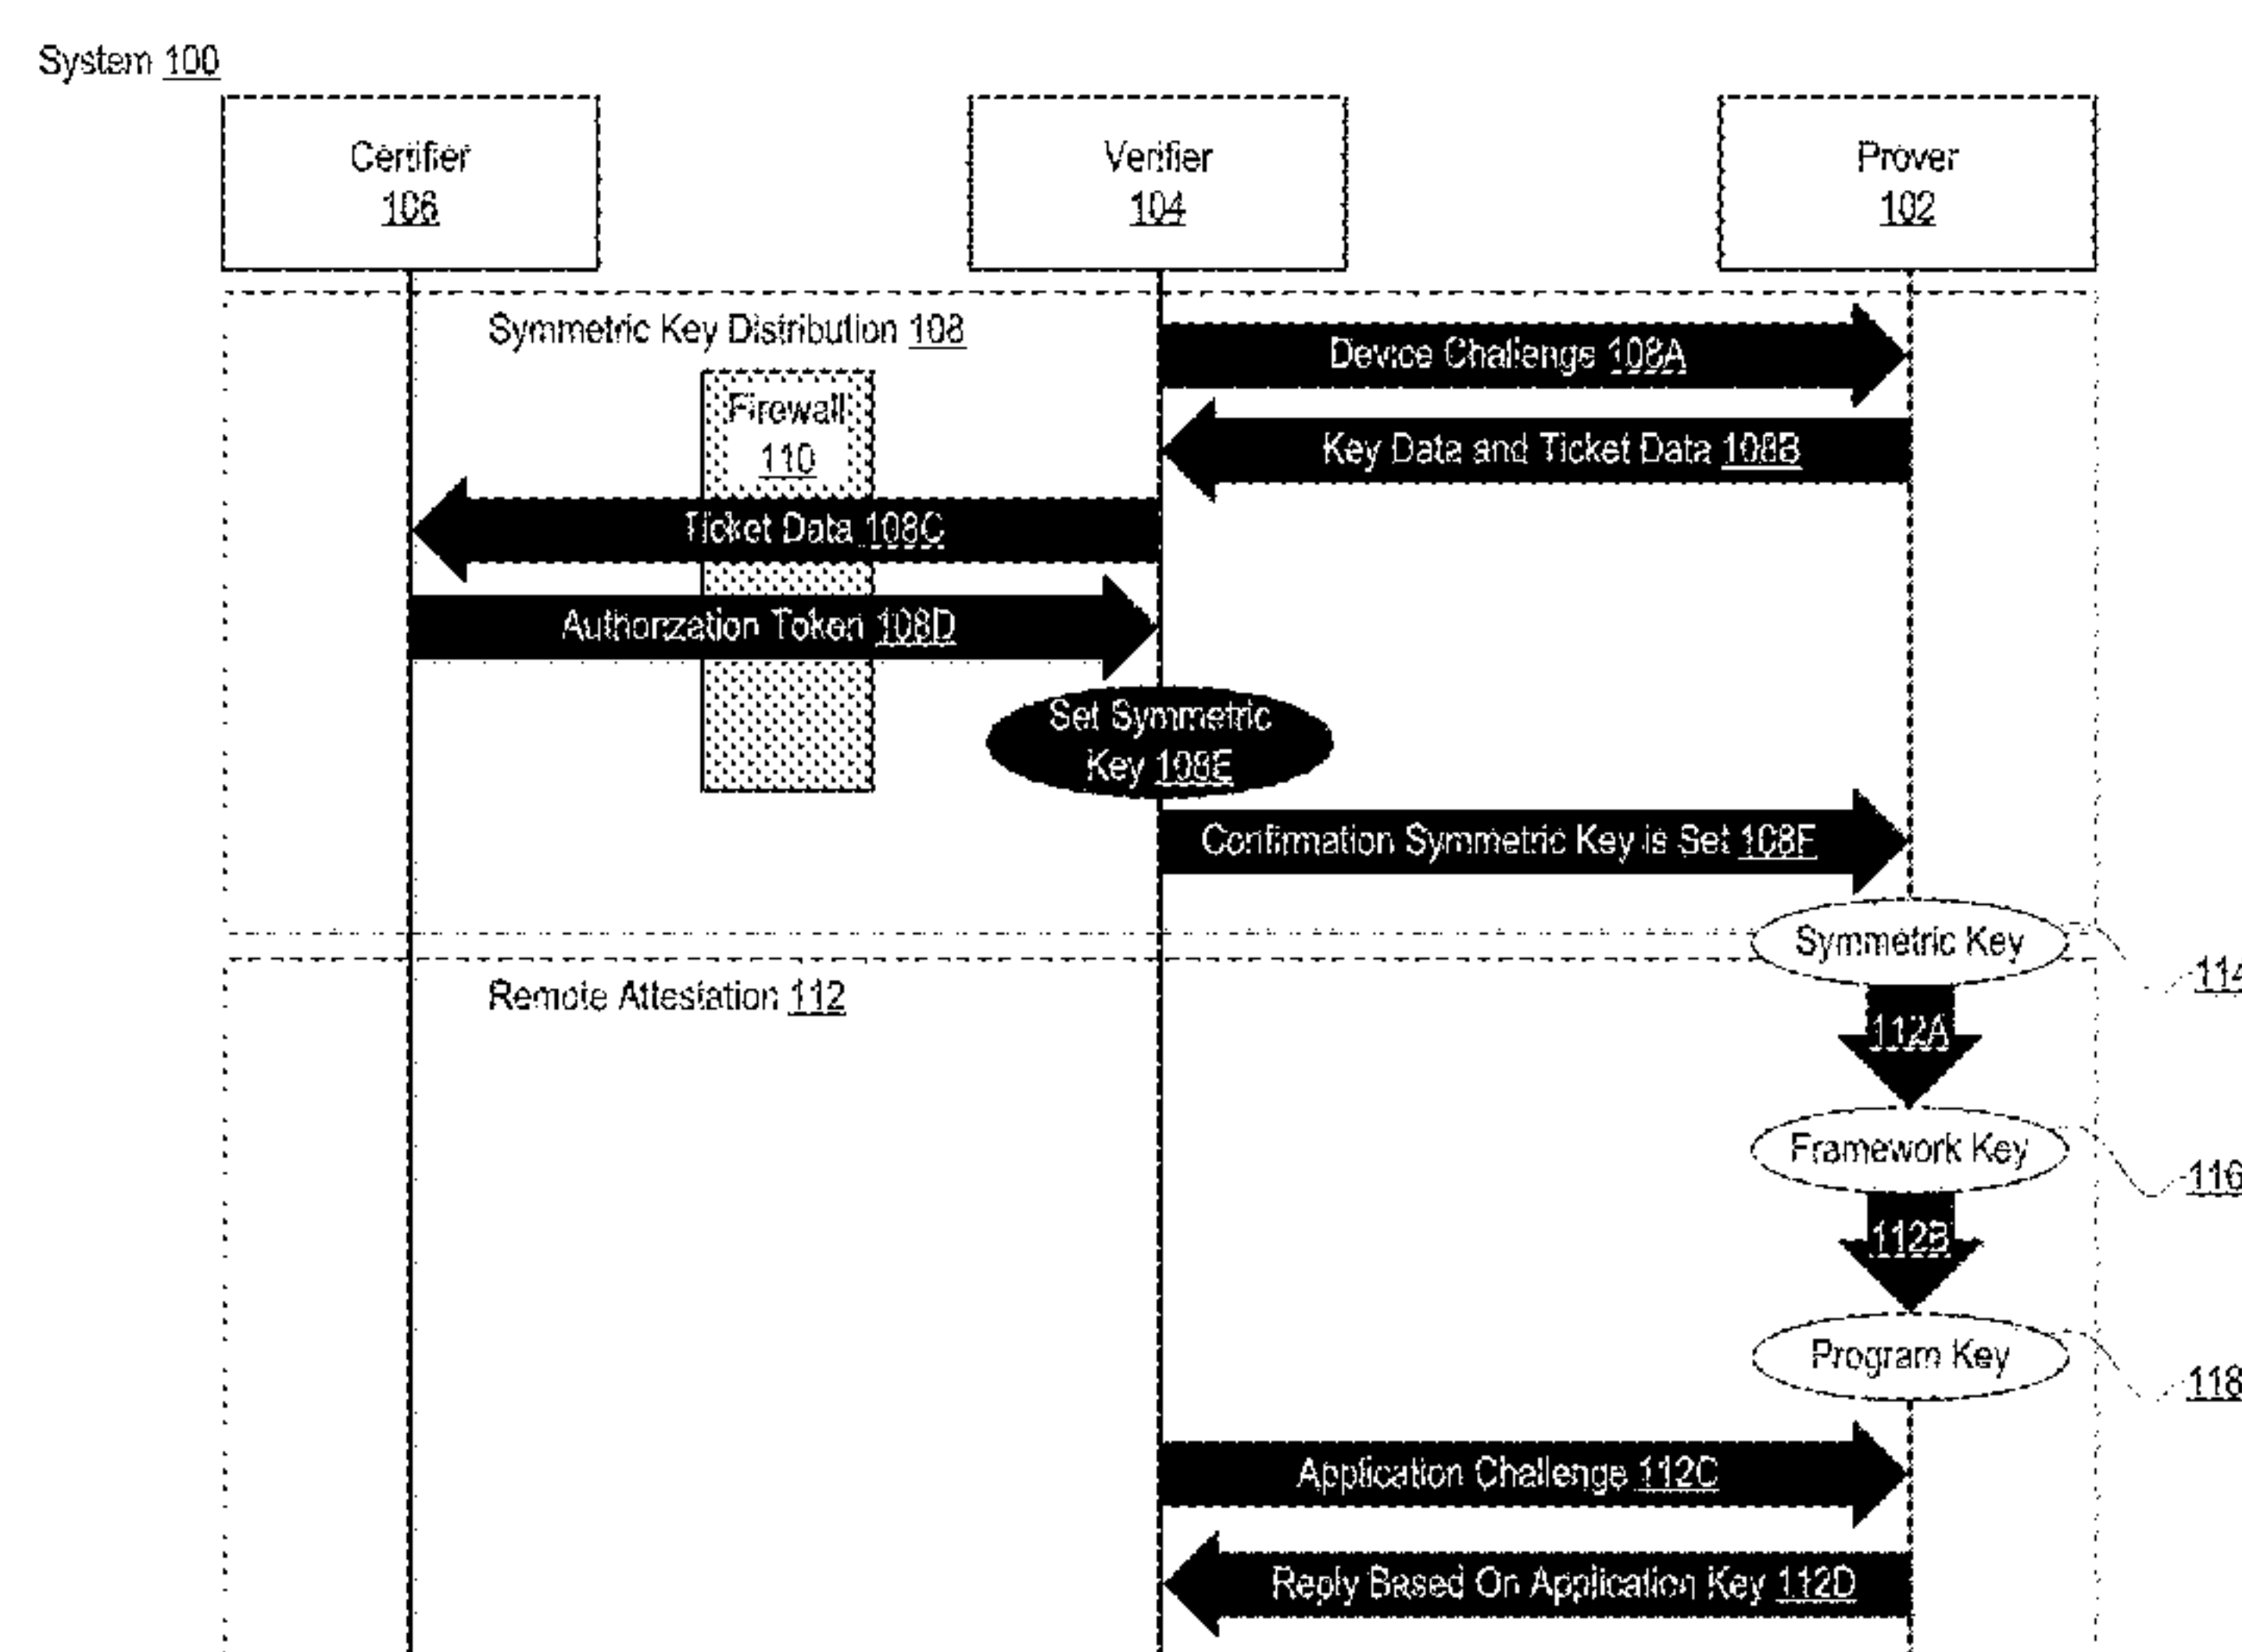 System 100
Certifier
106
Verifier
104
Prover
102
Symmetric Key Distribution 108
Device Challenge 108A
Firewall
110
Key Data and Ticket Data 108B
Ticket Data 108C
Authorization Token 108D
Set Symmetric
Key 108E
Confirmation Symmetric Key is Set 108F
Symmetric Key
114
Remote Attestation 112
112A
Framework Key
116
112B
Program Key
118
Application Challenge 112C
Reply Based On Application Key 112D